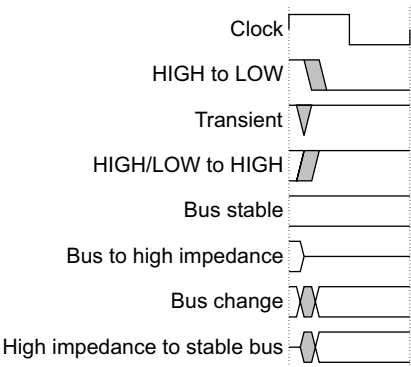 Clock
HIGH to LOW
Transient
HIGH/LOW to HIGH
Bus stable
Bus to high impedance
Bus change
High impedance to stable bus